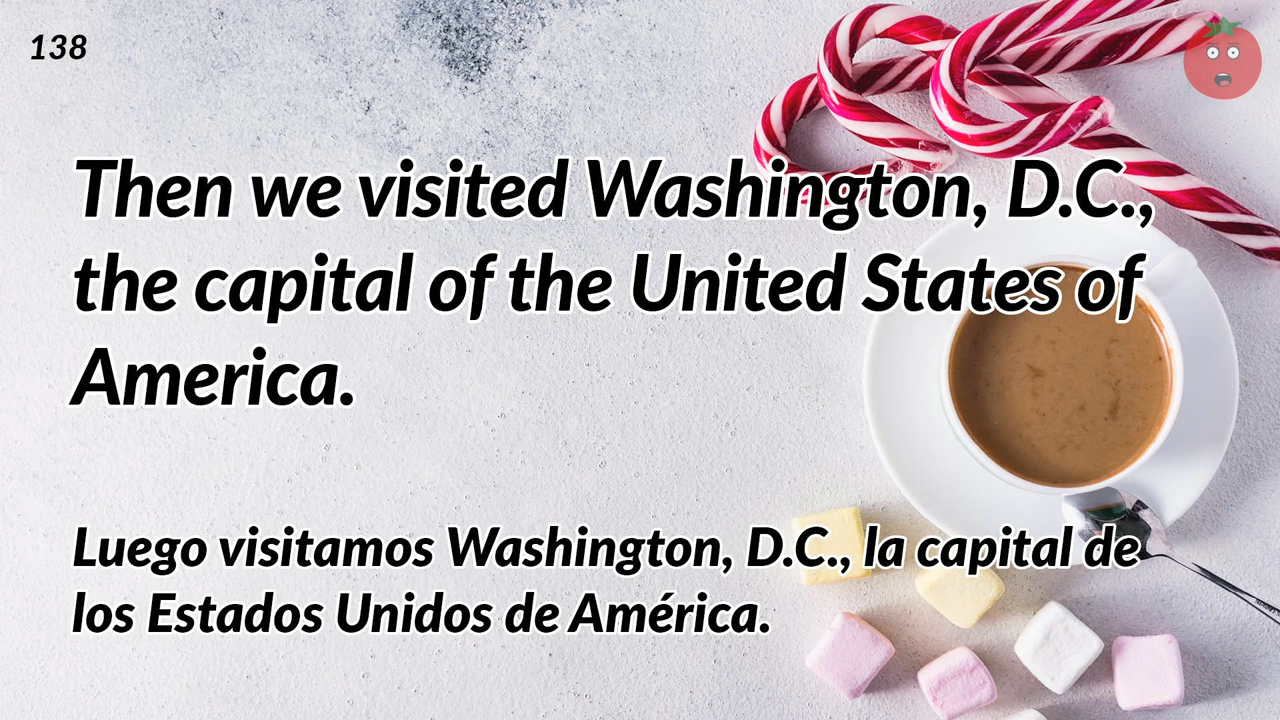 138
Then we visited Washington, D.C.,
the capital of the United States of
America.
Luego visitamos Washington, D.C., la capital de
los Estados Unidos de América.